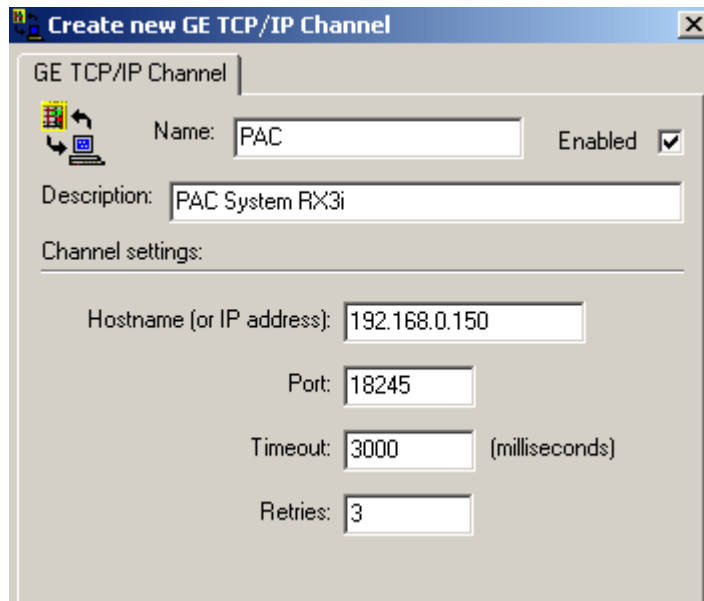 Create new GE TCP/IP Channel
GE TCP/IP Channel
Name: PAC Enabled
Description: PAC System RX3i
Channel settings:
Hostname (or IP address): 192.168.0.150
Port: 18245
Timeout: 3000 (milliseconds)
Retries: 3